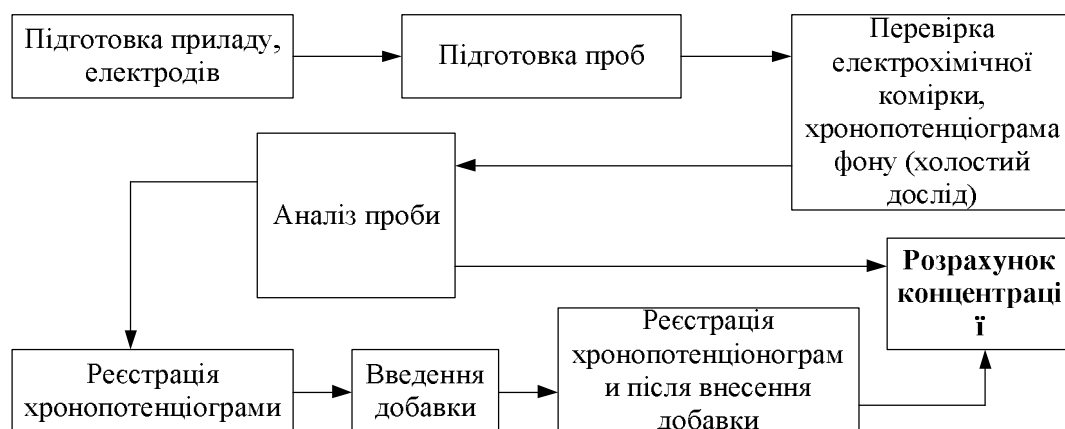 Підготовка приладу,
електродів
Підготовка проб
Перевірка
електрохімічної
комірки,
хронопотенціограма
фону (холостий
дослід)
Аналіз проби
Розрахунок
концентраці
ї
Реєстрація
хронопотенціограми
Введення
добавки
Реєстрація
хронопотенціонограм
и після внесення
добавки